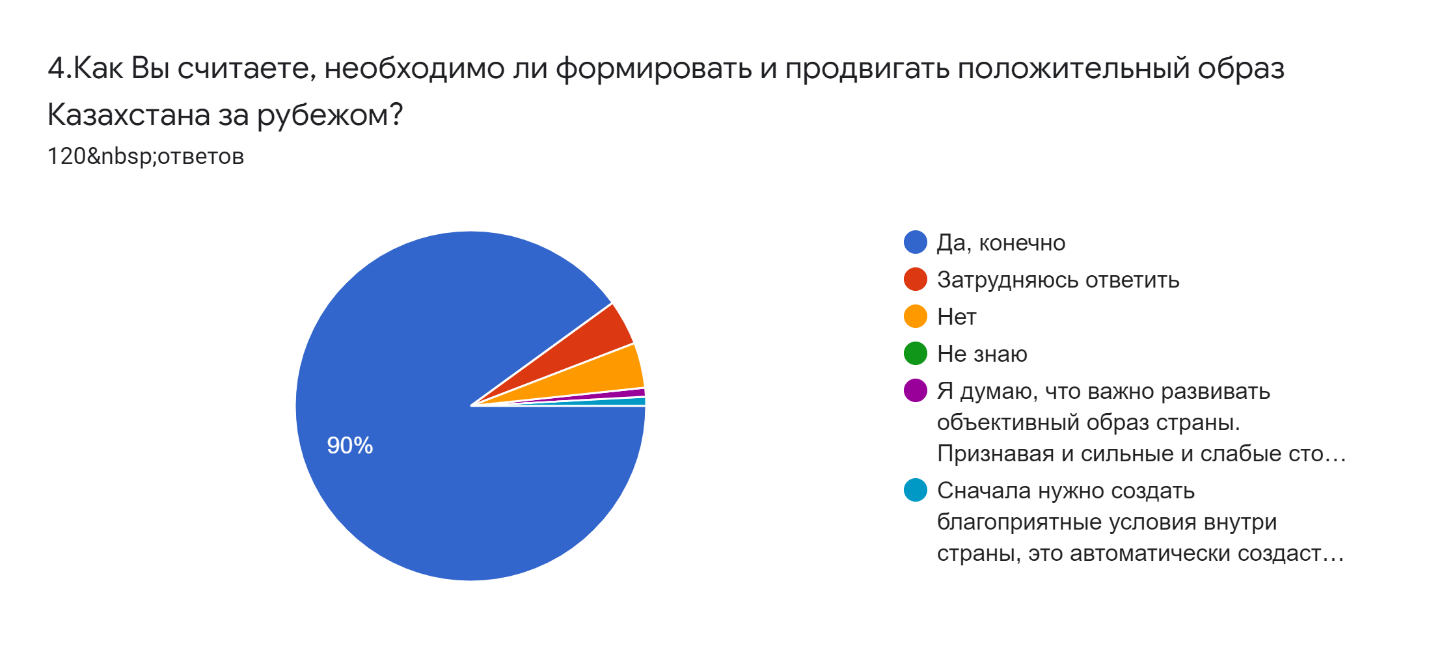 4.Как Вы считаете, необходимо ли формировать и продвигать положительный образ
Казахстана за рубежом?
120&nbsp;ответов
90%
Да, конечно
Затрудняюсь ответить
Нет
Не знаю
Я думаю, что важно развивать
объективный образ страны.
Признавая и сильные и слабые сто…
Сначала нужно создать
благоприятные условия внутри
страны, это автоматически создаст…